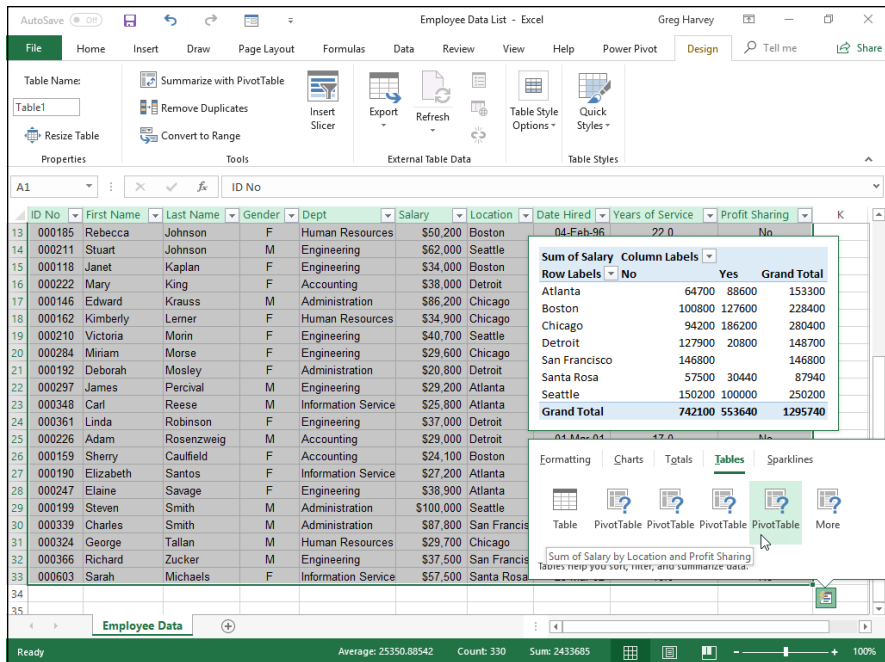 AutoSave Off Employee Data List - Excel Greg Harvey
File Home Insert Draw Page Layout Formulas Data Review View Help Power Pivot Design Tell me Share
Table Name:
Table1
Resize Table
Properties
Summarize with PivotTable
Remove Duplicates
Convert to Range
Tools
Insert
Slicer
Export
Refresh
External Table Data
Table Style
Options
Quick
Styles
Table Styles
A1 fx ID No
ID No First Name Last Name Gender Dept Salary Location Date Hired Years of Service Profit Sharing K
13 000185 Rebecca Johnson F Human Resources $50,200 Boston 04-Feb-96 22.0 No
14 000211 Stuart Johnson M Engineering $62,000 Seattle
15 000118 Janet Kaplan F Engineering $34,000 Boston
16 000222 Mary King F Accounting $38,000 Detroit
17 000146 Edward Krauss M Administration $86,200 Chicago
18 000162 Kimberly Lerner F Human Resources $34,900 Chicago
19 000210 Victoria Morin F Engineering $40,700 Seattle
20 000284 Miriam Morse F Engineering $29,600 Chicago
21 000192 Deborah Mosley F Administration $20,800 Detroit
22 000297 James Percival M Engineering $29,200 Atlanta
23 000348 Carl Reese M Information Service $25,800 Atlanta
24 000361 Linda Robinson F Engineering $37,000 Detroit
25 000226 Adam Rosenzweig M Accounting $29,000 Detroit 01-Mar-01 17.0 No
26 000159 Sherry Caulfield F Accounting $24,100 Boston
27 000190 Elizabeth Santos F Information Service $27,200 Atlanta
28 000247 Elaine Savage F Engineering $38,900 Atlanta
29 000199 Steven Smith M Administration $100,000 Seattle
30 000339 Charles Smith M Administration $87,800 San Francis
31 000324 George Tallan M Human Resources $29,700 Chicago
32 000366 Richard Zucker M Engineering $37,500 San Francis
33 000603 Sarah Michaels F Information Service $57,500 Santa Rosa
34
35
Sum of Salary Column Labels
Row Labels No Yes Grand Total
Atlanta 64700 88600 153300
Boston 100800 127600 228400
Chicago 94200 186200 280400
Detroit 127900 20800 148700
San Francisco 146800 146800
Santa Rosa 57500 30440 87940
Seattle 150200 100000 250200
Grand Total 742100 553640 1295740
Formatting Charts Totals Tables Sparklines
Table PivotTable PivotTable PivotTable PivotTable More
Sum of Salary by Location and Profit Sharing
Tables help you sort, filter, and summarize data.
Employee Data
Ready Average: 25350.88542 Count: 330 Sum: 2433685 100%